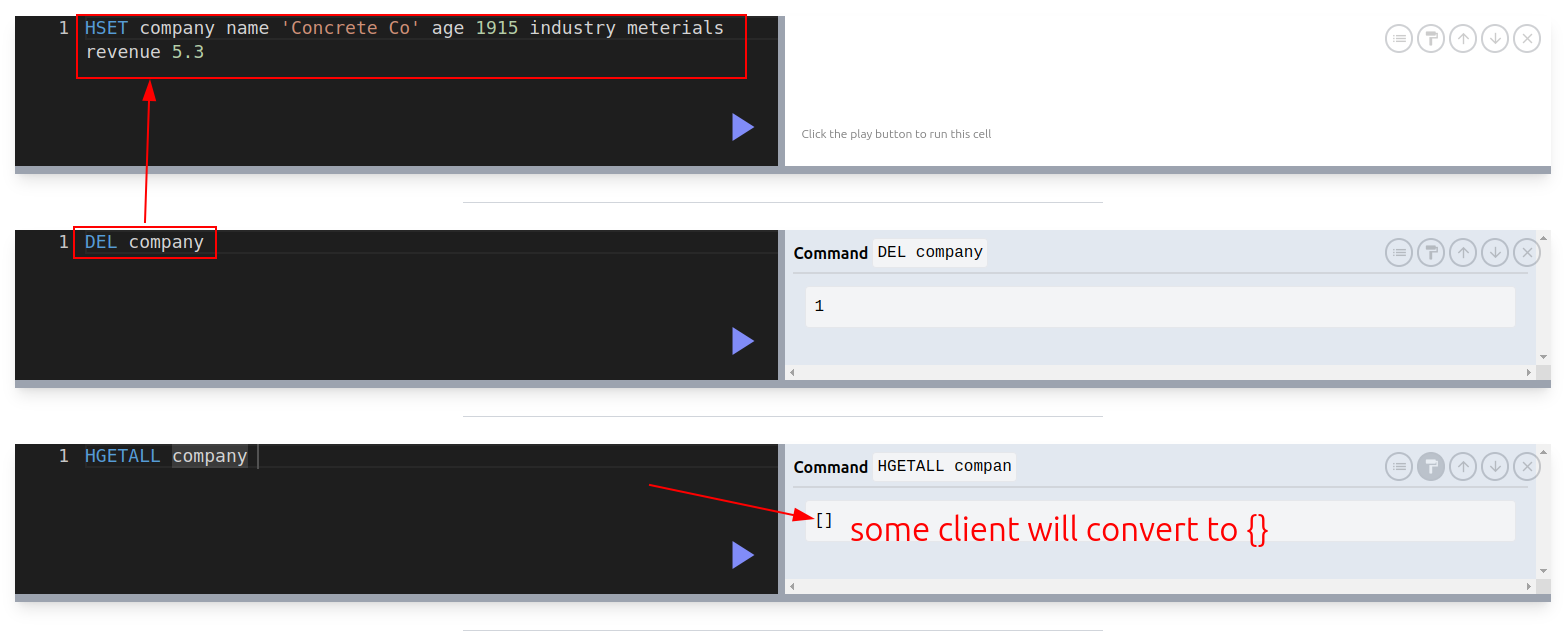 1 HSET company name 'Concrete Co' age 1915 industry meterials
revenue 5.3
Click the play button to run this cell
1 DEL company
Command DEL company
1
1 HGETALL company
Command HGETALL compan
[] some client will convert to {}